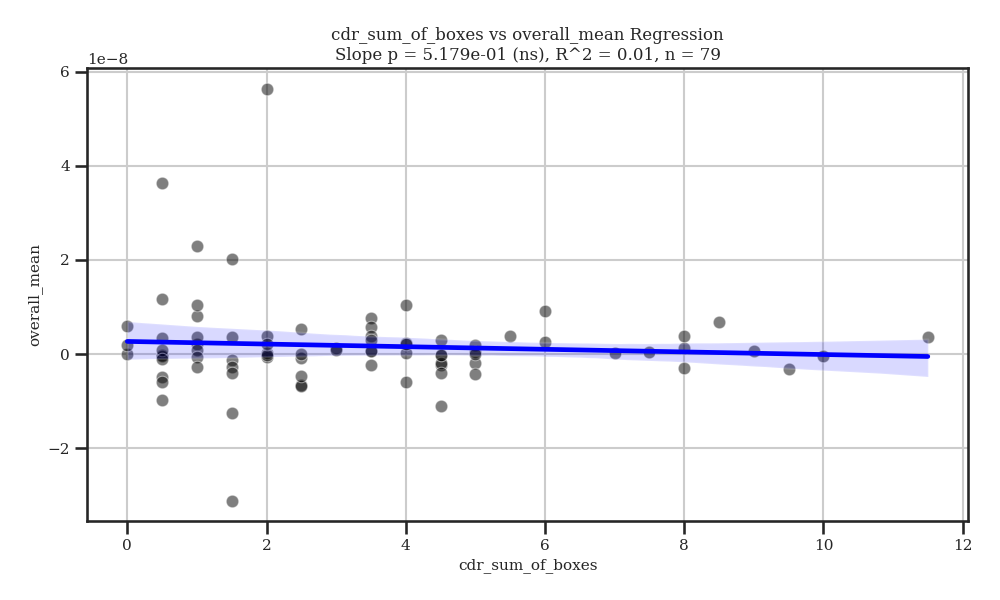 cdr_sum_of_boxes vs overall_mean Regression
Slope p = 5.179e-01 (ns), R^2 = 0.01, n = 79
1e−8
6
4
2
0
−2
overall_mean
0 2 4 6 8 10 12
cdr_sum_of_boxes